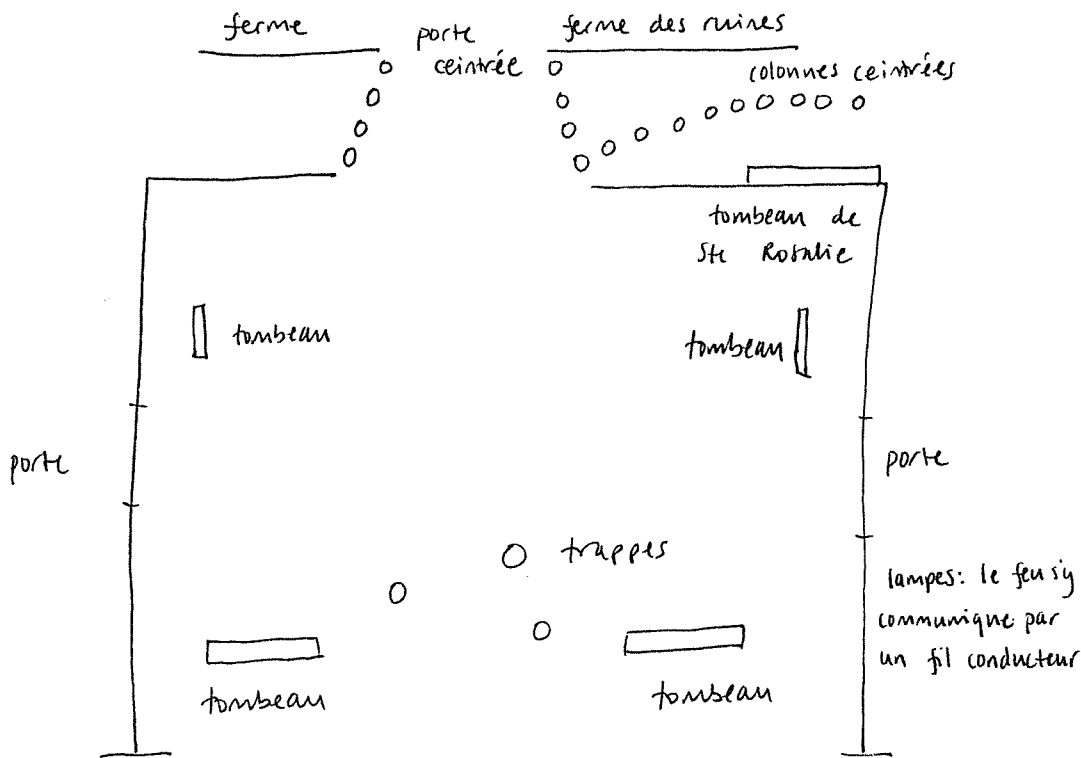 ferme
porte
ceintrée
ferme des ruines
colonnes ceintrées
tombeau de
Ste Rosalie
tombeau
tombeau
porte
porte
trappes
lampes: le feu s'y
communique par
un fil conducteur
tombeau
tombeau